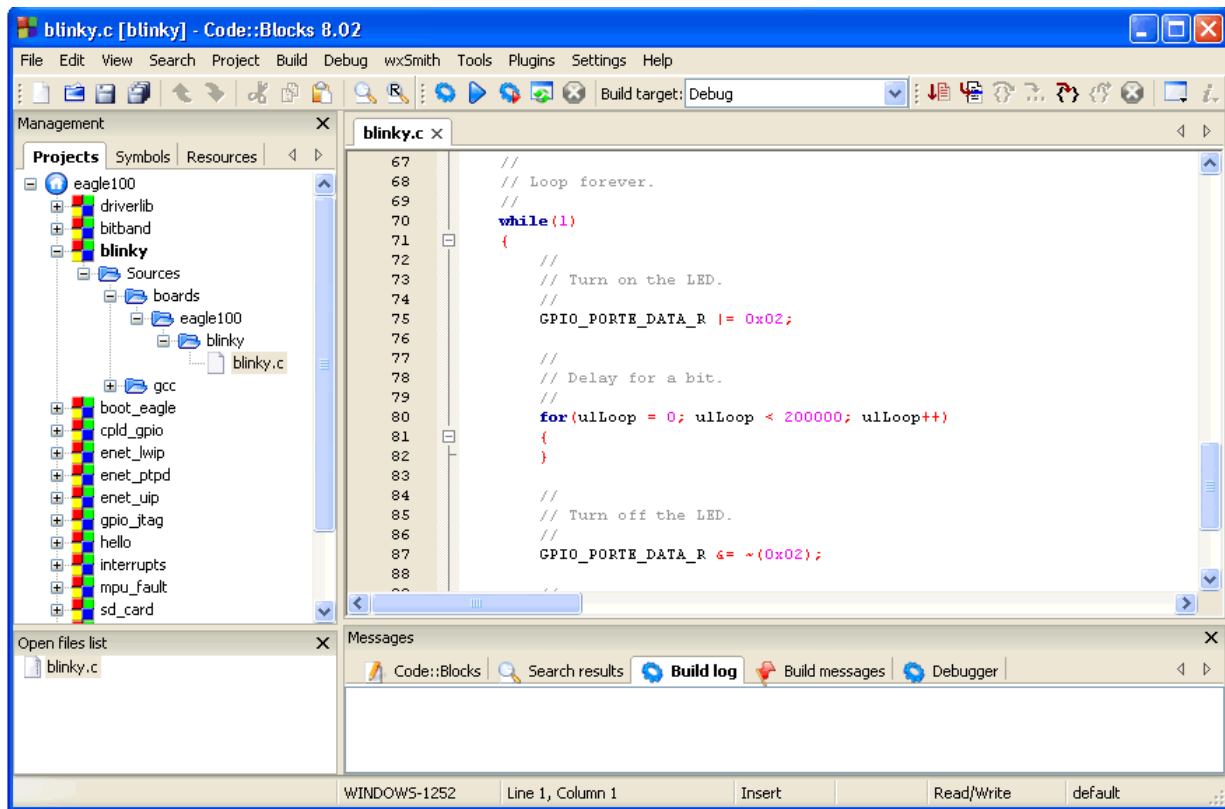 blinky.c [blinky] - Code::Blocks 8.02
File Edit View Search Project Build Debug wxSmith Tools Plugins Settings Help
Build target: Debug
Management
Projects Symbols Resources
eagle100
driverlib
bitband
blinky
Sources
boards
eagle100
blinky
blinky.c
gcc
boot_eagle
cpld_gpio
enet_lwip
enet_ptpd
enet_uip
gpio_jtag
hello
interrupts
mpu_fault
sd_card
Open files list
blinky.c
blinky.c
67 //
68 // Loop forever.
69 //
70 while(1)
71 {
72 //
73 // Turn on the LED.
74 //
75 GPIO_PORTE_DATA_R |= 0x02;
76
77 //
78 // Delay for a bit.
79 //
80 for(ulLoop = 0; ulLoop < 200000; ulLoop++)
81 {
82 }
83
84 //
85 // Turn off the LED.
86 //
87 GPIO_PORTE_DATA_R &= ~(0x02);
88
Messages
Code::Blocks Search results Build log Build messages Debugger
WINDOWS-1252 Line 1, Column 1 Insert Read/Write default